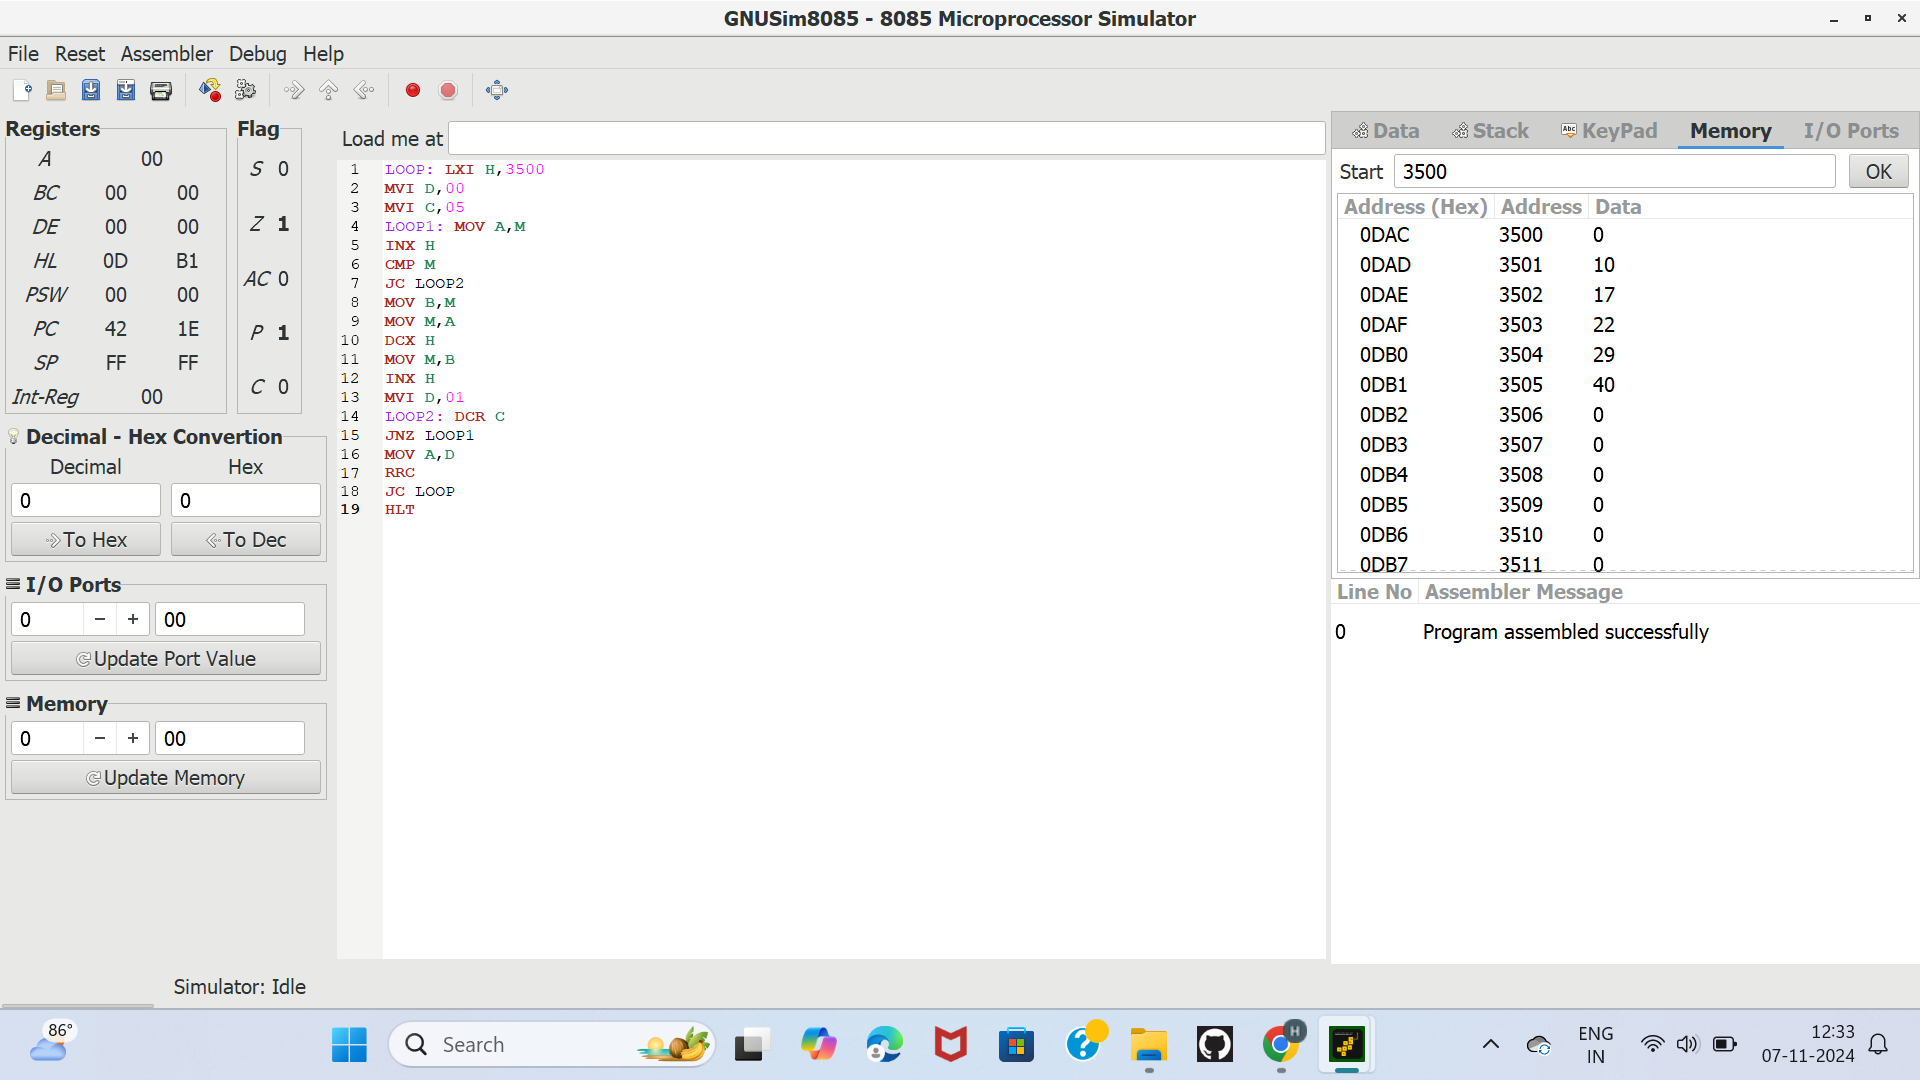 GNUSim8085 - 8085 Microprocessor Simulator
File Reset Assembler Debug Help
Registers
A 00
BC 00 00
DE 00 00
HL 0D B1
PSW 00 00
PC 42 1E
SP FF FF
Int-Reg 00
Flag
S 0
Z 1
AC 0
P 1
C 0
Decimal - Hex Convertion
Decimal Hex
0 0
To Hex To Dec
I/O Ports
0 − + 00
Update Port Value
Memory
0 − + 00
Update Memory
Simulator: Idle
Load me at
1 LOOP: LXI H,3500
2 MVI D,00
3 MVI C,05
4 LOOP1: MOV A,M
5 INX H
6 CMP M
7 JC LOOP2
8 MOV B,M
9 MOV M,A
10 DCX H
11 MOV M,B
12 INX H
13 MVI D,01
14 LOOP2: DCR C
15 JNZ LOOP1
16 MOV A,D
17 RRC
18 JC LOOP
19 HLT
Data Stack Abc KeyPad Memory I/O Ports
Start 3500 OK
Address (Hex) Address Data
0DAC 3500 0
0DAD 3501 10
0DAE 3502 17
0DAF 3503 22
0DB0 3504 29
0DB1 3505 40
0DB2 3506 0
0DB3 3507 0
0DB4 3508 0
0DB5 3509 0
0DB6 3510 0
0DB7 3511 0
Line No Assembler Message
0 Program assembled successfully
86°
Search
H
ENG
IN
12:33
07-11-2024